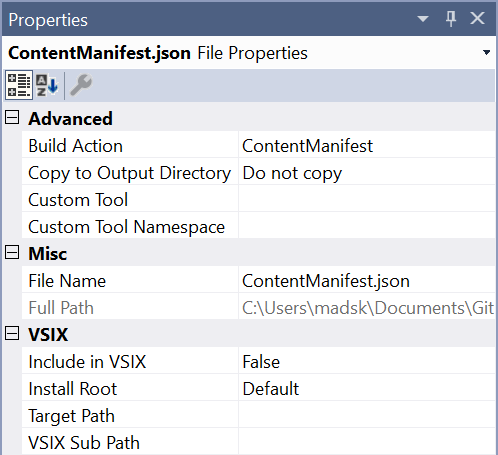 Properties
ContentManifest.json File Properties
Advanced
Build Action ContentManifest
Copy to Output Directory Do not copy
Custom Tool
Custom Tool Namespace
Misc
File Name ContentManifest.json
Full Path C:\Users\madsk\Documents\Git
VSIX
Include in VSIX False
Install Root Default
Target Path
VSIX Sub Path